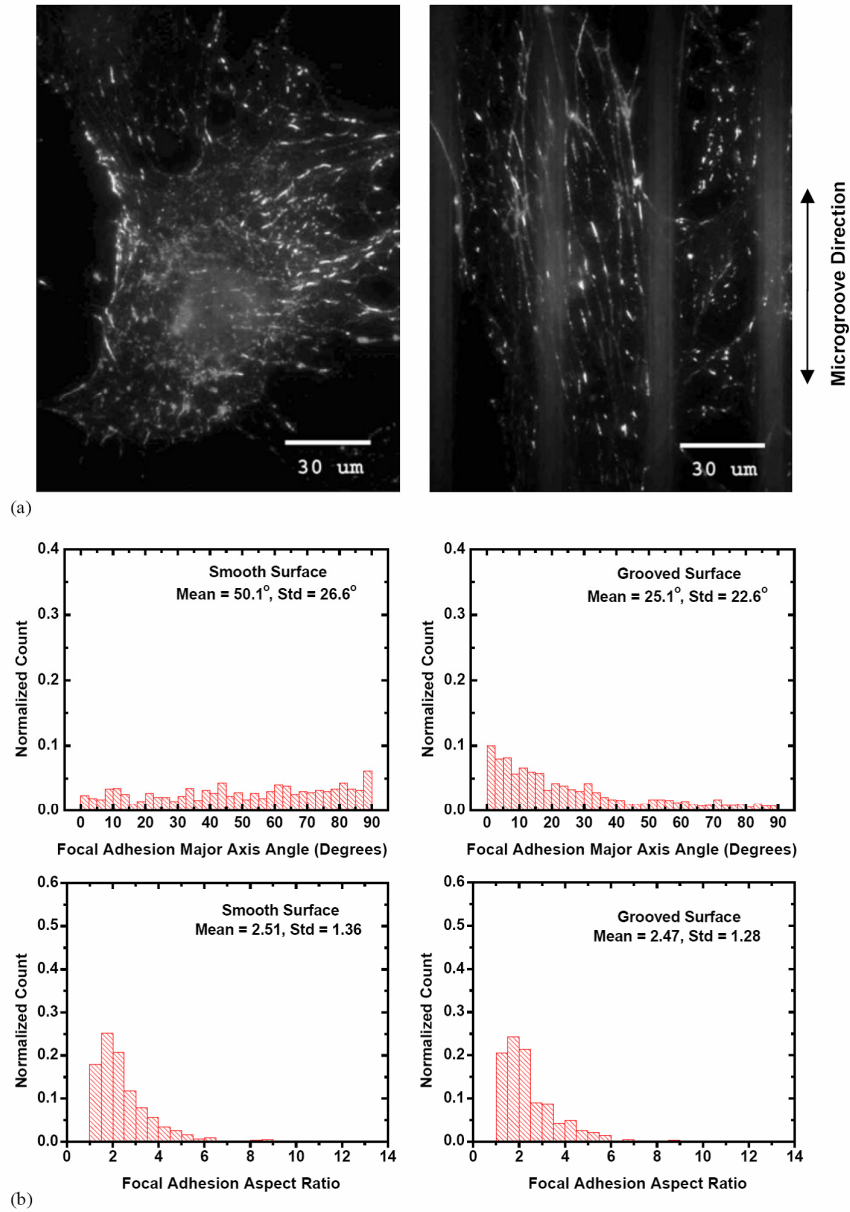 30 um
30 um
Microgroove Direction
(a)
Smooth Surface
Mean = 50.1°, Std = 26.6°
Normalized Count
0.4
0.3
0.2
0.1
0.0
0 10 20 30 40 50 60 70 80 90
Focal Adhesion Major Axis Angle (Degrees)
Grooved Surface
Mean = 25.1°, Std = 22.6°
Normalized Count
0.4
0.3
0.2
0.1
0.0
0 10 20 30 40 50 60 70 80 90
Focal Adhesion Major Axis Angle (Degrees)
Smooth Surface
Mean = 2.51, Std = 1.36
Normalized Count
0.6
0.5
0.4
0.3
0.2
0.1
0.0
0 2 4 6 8 10 12 14
Focal Adhesion Aspect Ratio
Grooved Surface
Mean = 2.47, Std = 1.28
Normalized Count
0.6
0.5
0.4
0.3
0.2
0.1
0.0
0 2 4 6 8 10 12 14
Focal Adhesion Aspect Ratio
(b)